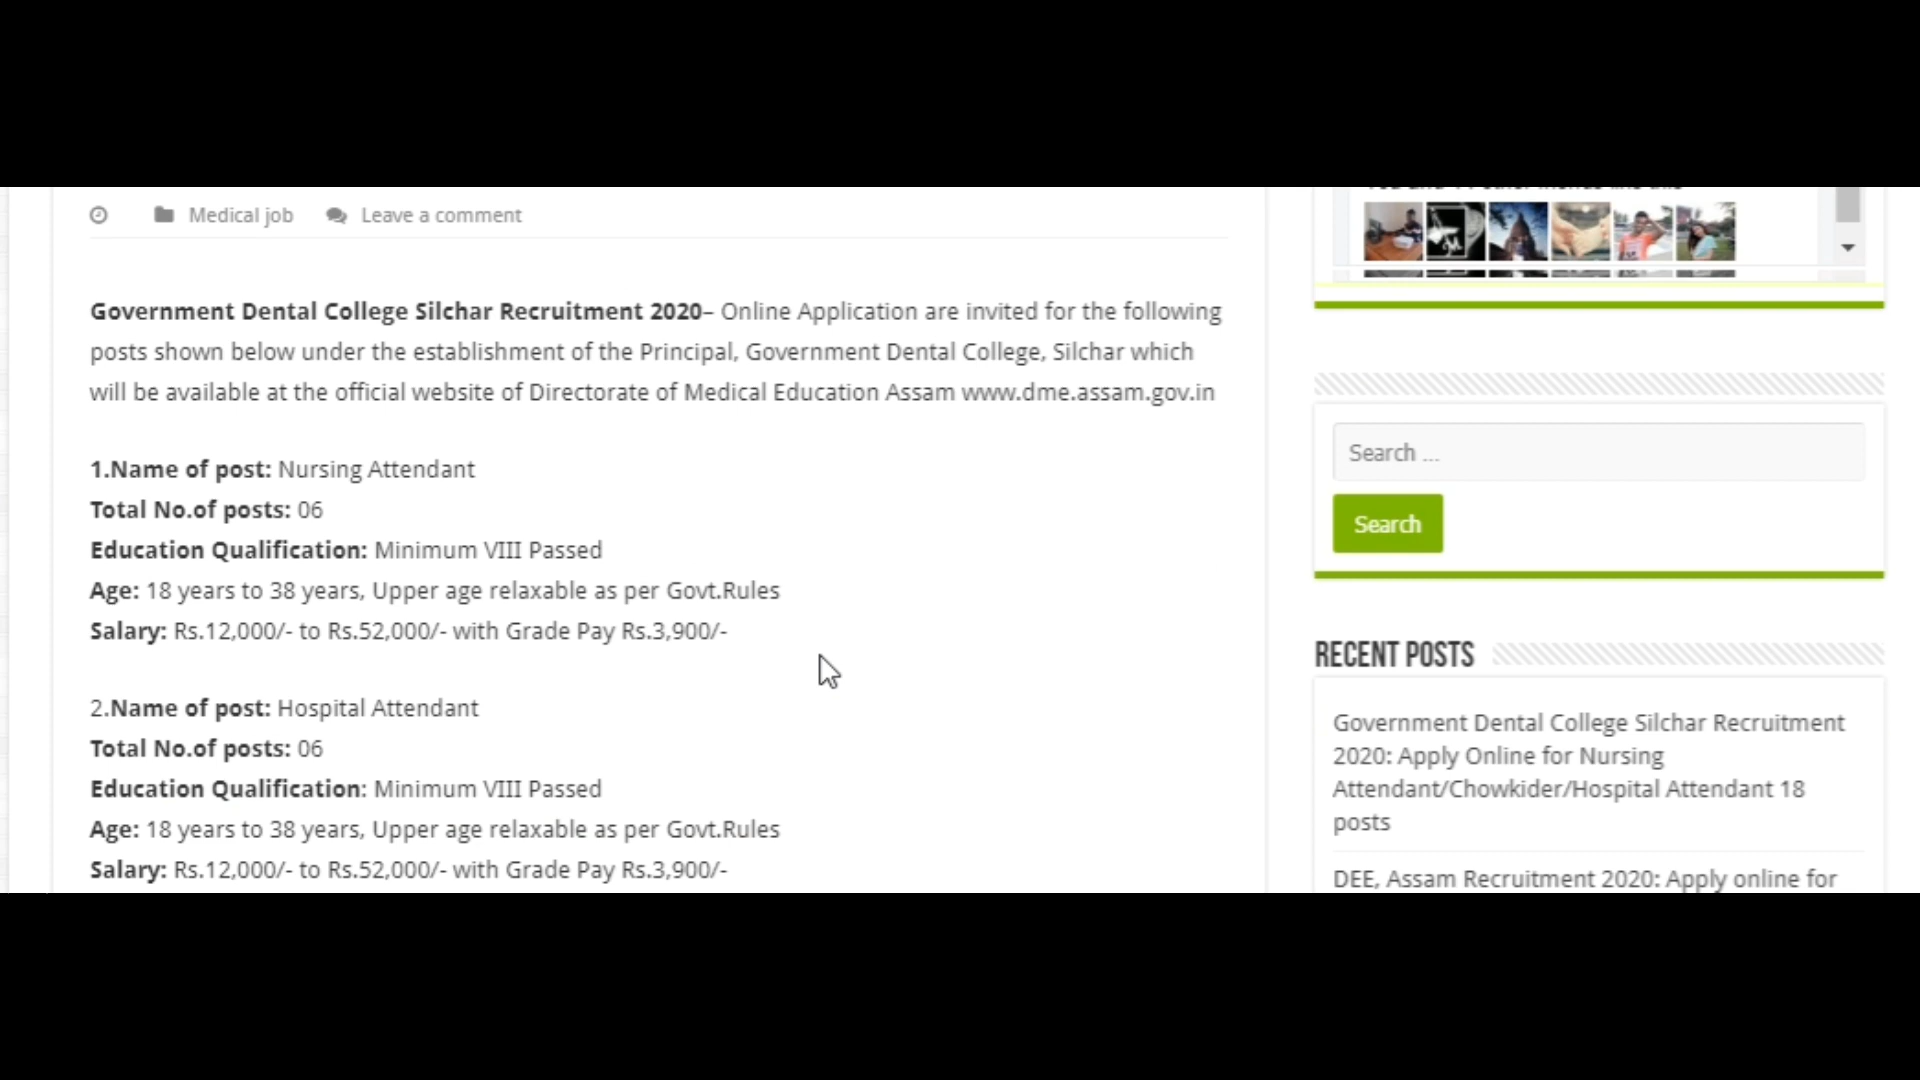 Medical job Leave a comment
Government Dental College Silchar Recruitment 2020– Online Application are invited for the following
posts shown below under the establishment of the Principal, Government Dental College, Silchar which
will be available at the official website of Directorate of Medical Education Assam www.dme.assam.gov.in
1.Name of post: Nursing Attendant
Total No.of posts: 06
Education Qualification: Minimum VIII Passed
Age: 18 years to 38 years, Upper age relaxable as per Govt.Rules
Salary: Rs.12,000/- to Rs.52,000/- with Grade Pay Rs.3,900/-
2.Name of post: Hospital Attendant
Total No.of posts: 06
Education Qualification: Minimum VIII Passed
Age: 18 years to 38 years, Upper age relaxable as per Govt.Rules
Salary: Rs.12,000/- to Rs.52,000/- with Grade Pay Rs.3,900/-
Search ...
Search
RECENT POSTS
Government Dental College Silchar Recruitment
2020: Apply Online for Nursing
Attendant/Chowkider/Hospital Attendant 18
posts
DEE, Assam Recruitment 2020: Apply online for